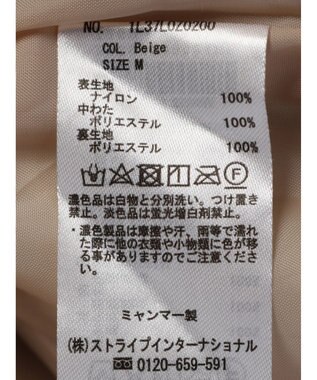 NO. 1L37L0Z0200
COL. Beige
SIZE M
表生地
ナイロン 100%
中わた
ポリエステル 100%
裏生地
ポリエステル 100%
濃色品は白物と分別洗い。つけ置き
禁止。淡色品は蛍光増白剤禁止。
・濃色製品は摩擦や汗、雨等で濡れ
た際に他の衣類や小物類に色が移
る事がありますのでご注意くださ
い。
ミャンマー製
(株)ストライプインターナショナル
0120-659-591